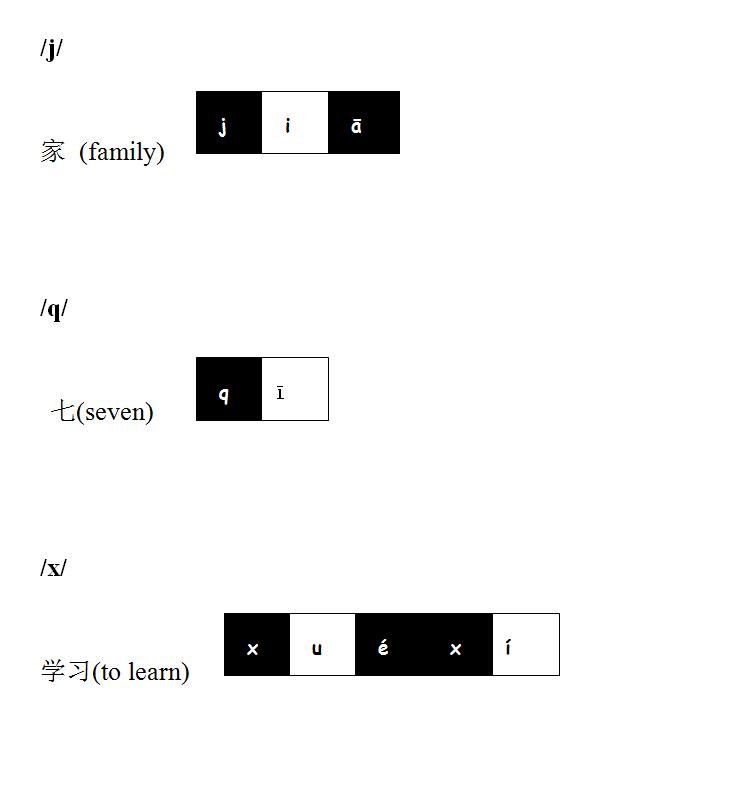 /j/
家 (family) j i ā
/q/
七(seven) q ī
/x/
学习(to learn) x u é x í